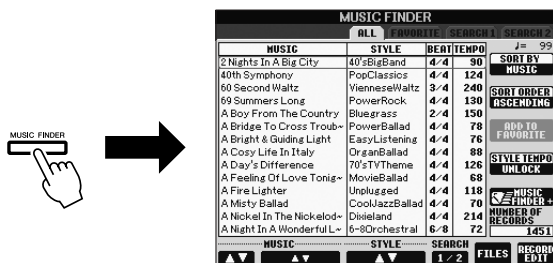 MUSIC FINDER
MUSIC FINDER
ALL FAVORITE SEARCH 1 SEARCH 2
MUSIC STYLE BEAT TEMPO ♩= 99
2 Nights In A Big City 40'sBigBand 4/4 90
40th Symphony PopClassics 4/4 124
60 Second Waltz VienneseWaltz 3/4 240
69 Summers Long PowerRock 4/4 130
A Boy From The Country Bluegrass 2/4 150
A Bridge To Cross Troub~ PowerBallad 4/4 78
A Bright & Guiding Light EasyListening 4/4 76
A Cosy Life In Italy OrganBallad 4/4 88
A Day's Difference 70'sTVTheme 4/4 126
A Feeling Of Love Tonig~ MovieBallad 4/4 68
A Fire Lighter Unplugged 4/4 118
A Misty Ballad CoolJazzBallad 4/4 70
A Nickel In The Nickelod~ Dixieland 4/4 214
A Night In A Wonderful L~ 6-8Orchestral 6/8 72
SORT BY
MUSIC
SORT ORDER
ASCENDING
ADD TO
FAVORITE
STYLE TEMPO
UNLOCK
MUSIC
FINDER +
NUMBER OF
RECORDS
1451
MUSIC STYLE SEARCH
▲▼ ▲▼ ▲▼ 1/2 FILES RECORD EDIT